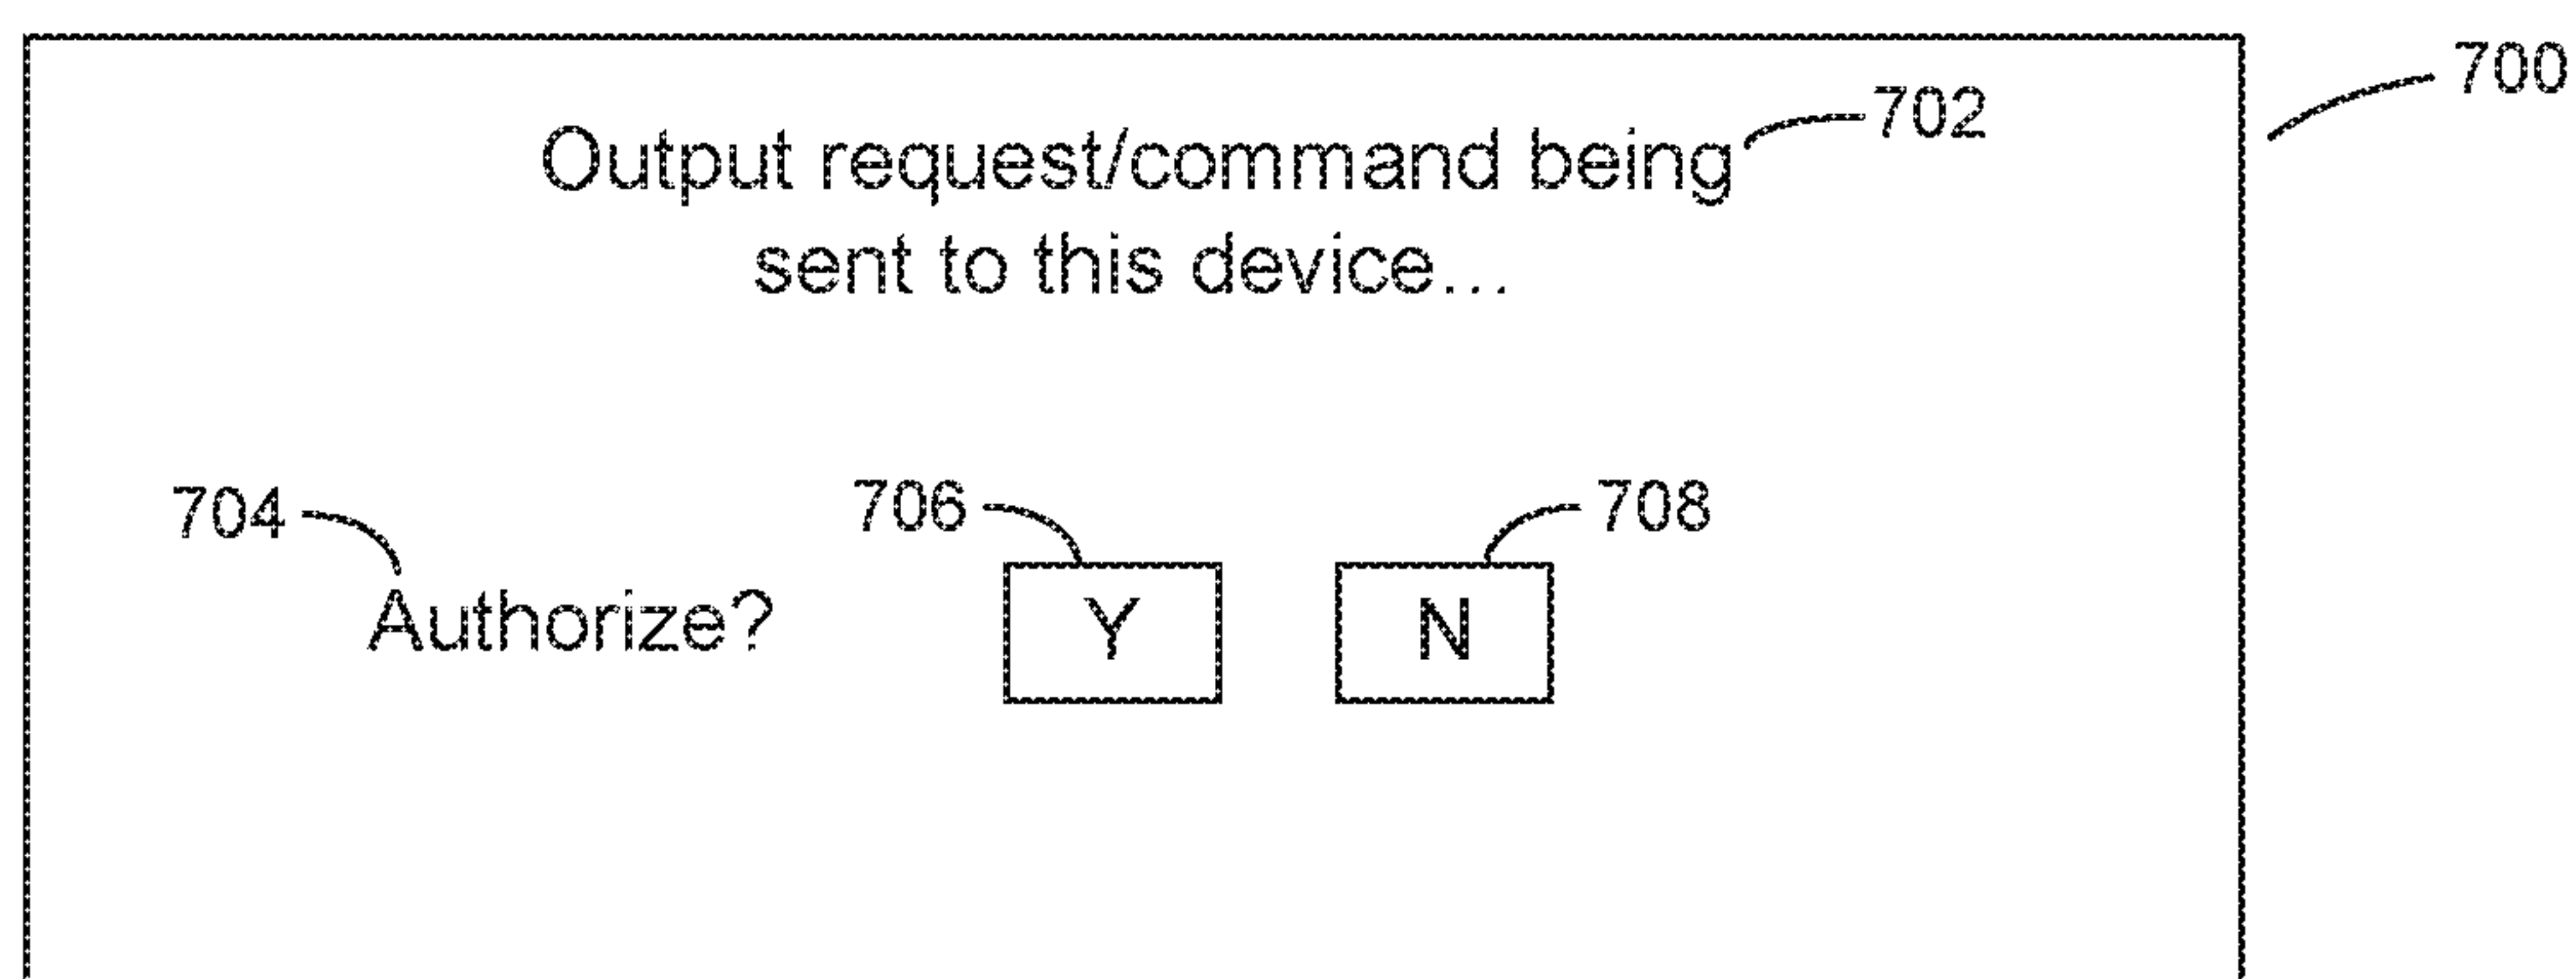 700
702
Output request/command being
sent to this device...
704
706
708
Authorize?
Y
N